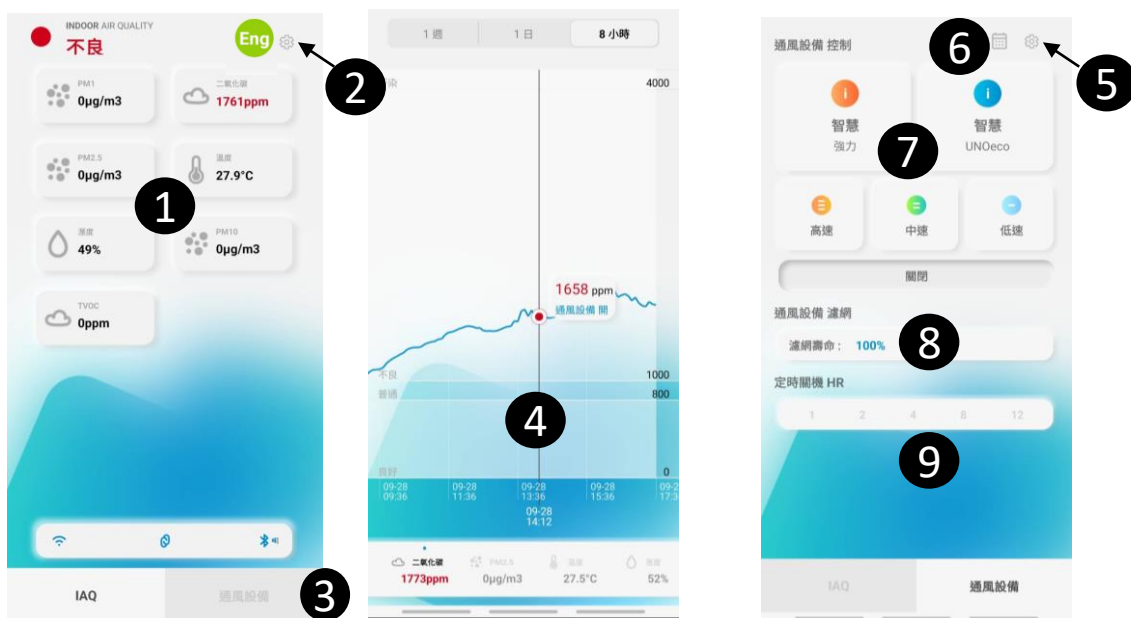 INDOOR AIR QUALITY
不良
Eng
2
PM1
0µg/m3
二氧化碳
1761ppm
PM2.5
0µg/m3
溫度
27.9°C
1
濕度
49%
PM10
0µg/m3
TVOC
0ppm
IAQ
通風設備
3
1 週
1 日
8 小時
染
4000
1658 ppm
通風設備 開
不良
1000
普通
800
4
良好
0
09-28
09:36
09-28
11:36
09-28
13:36
09-28
15:36
09-2
17:3
09-28
14:12
二氧化碳
1773ppm
PM2.5
0µg/m3
溫度
27.5°C
濕度
52%
通風設備 控制
6
5
智慧
強力
智慧
UNOeco
7
高速
中速
低速
關閉
通風設備 濾網
濾網壽命： 100%
8
定時關機 HR
1 2 4 8 12
9
IAQ
通風設備